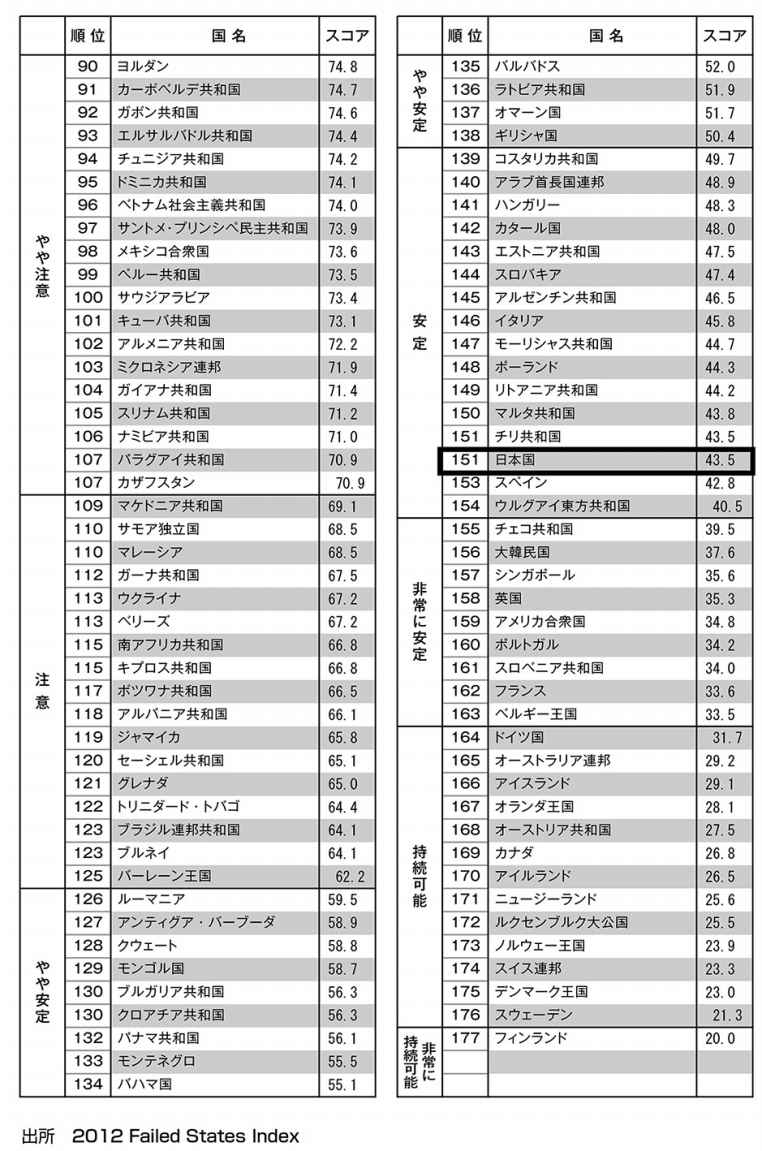 順位 国名 スコア
やや注意
90 ヨルダン 74.8
91 カーボベルデ共和国 74.7
92 ガボン共和国 74.6
93 エルサルバドル共和国 74.4
94 チュニジア共和国 74.2
95 ドミニカ共和国 74.1
96 ベトナム社会主義共和国 74.0
97 サントメ・プリンシペ民主共和国 73.9
98 メキシコ合衆国 73.6
99 ペルー共和国 73.5
100 サウジアラビア 73.4
101 キューバ共和国 73.1
102 アルメニア共和国 72.2
103 ミクロネシア連邦 71.9
104 ガイアナ共和国 71.4
105 スリナム共和国 71.2
106 ナミビア共和国 71.0
107 パラグアイ共和国 70.9
107 カザフスタン 70.9
注意
109 マケドニア共和国 69.1
110 サモア独立国 68.5
110 マレーシア 68.5
112 ガーナ共和国 67.5
113 ウクライナ 67.2
113 ベリーズ 67.2
115 南アフリカ共和国 66.8
115 キプロス共和国 66.8
117 ボツワナ共和国 66.5
118 アルバニア共和国 66.1
119 ジャマイカ 65.8
120 セーシェル共和国 65.1
121 グレナダ 65.0
122 トリニダード・トバゴ 64.4
123 ブラジル連邦共和国 64.1
123 ブルネイ 64.1
125 バーレーン王国 62.2
やや安定
126 ルーマニア 59.5
127 アンティグア・バーブーダ 58.9
128 クウェート 58.8
129 モンゴル国 58.7
130 ブルガリア共和国 56.3
130 クロアチア共和国 56.3
132 パナマ共和国 56.1
133 モンテネグロ 55.5
134 バハマ国 55.1
順位 国名 スコア
やや安定
135 バルバドス 52.0
136 ラトビア共和国 51.9
137 オマーン国 51.7
138 ギリシャ国 50.4
安定
139 コスタリカ共和国 49.7
140 アラブ首長国連邦 48.9
141 ハンガリー 48.3
142 カタール国 48.0
143 エストニア共和国 47.5
144 スロバキア 47.4
145 アルゼンチン共和国 46.5
146 イタリア 45.8
147 モーリシャス共和国 44.7
148 ポーランド 44.3
149 リトアニア共和国 44.2
150 マルタ共和国 43.8
151 チリ共和国 43.5
151 日本国 43.5
153 スペイン 42.8
154 ウルグアイ東方共和国 40.5
非常に安定
155 チェコ共和国 39.5
156 大韓民国 37.6
157 シンガポール 35.6
158 英国 35.3
159 アメリカ合衆国 34.8
160 ポルトガル 34.2
161 スロベニア共和国 34.0
162 フランス 33.6
163 ベルギー王国 33.5
持続可能
164 ドイツ国 31.7
165 オーストラリア連邦 29.2
166 アイスランド 29.1
167 オランダ王国 28.1
168 オーストリア共和国 27.5
169 カナダ 26.8
170 アイルランド 26.5
171 ニュージーランド 25.6
172 ルクセンブルク大公国 25.5
173 ノルウェー王国 23.9
174 スイス連邦 23.3
175 デンマーク王国 23.0
176 スウェーデン 21.3
非常に持続可能
177 フィンランド 20.0
出所 2012 Failed States Index